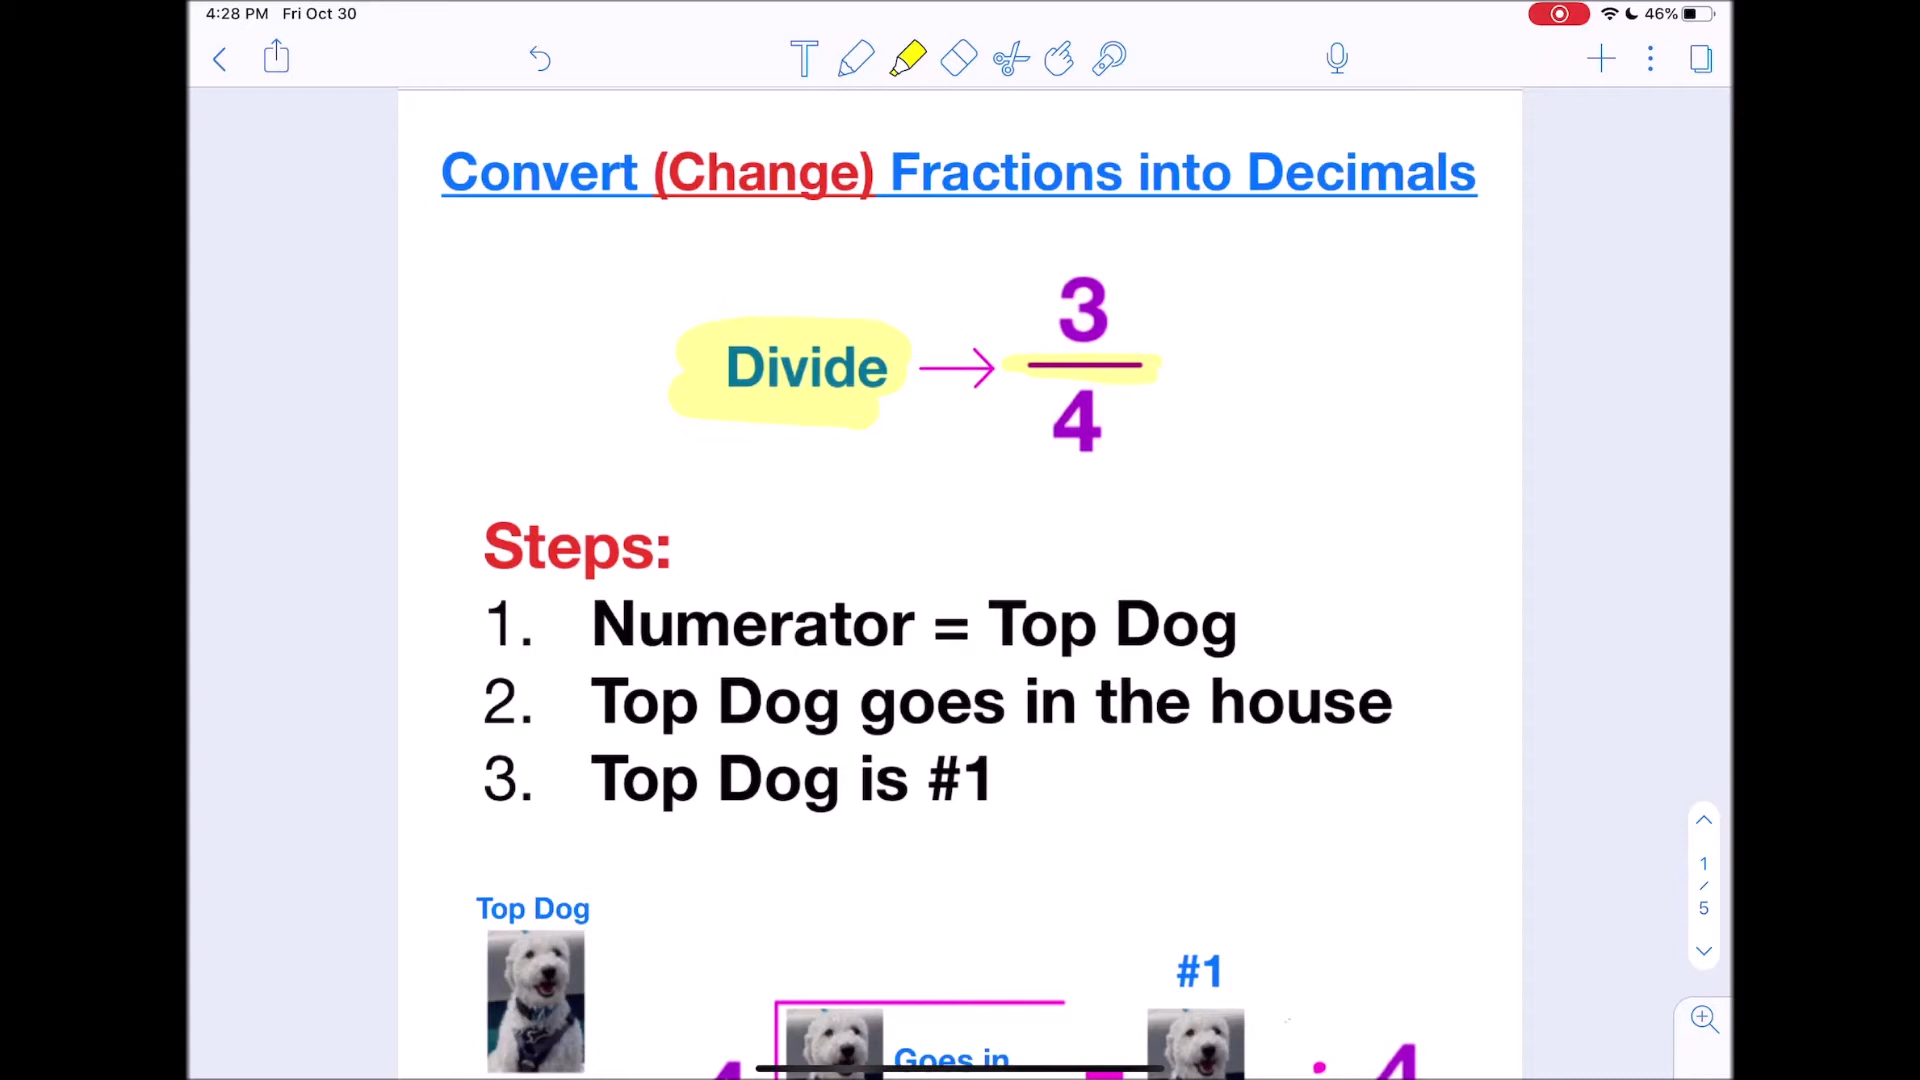 4:28 PM Fri Oct 30
46%
T
Convert (Change) Fractions into Decimals
3
Divide →
4
Steps:
1. Numerator = Top Dog
2. Top Dog goes in the house
3. Top Dog is #1
Top Dog
#1
Goes in
4 4
1
/
5